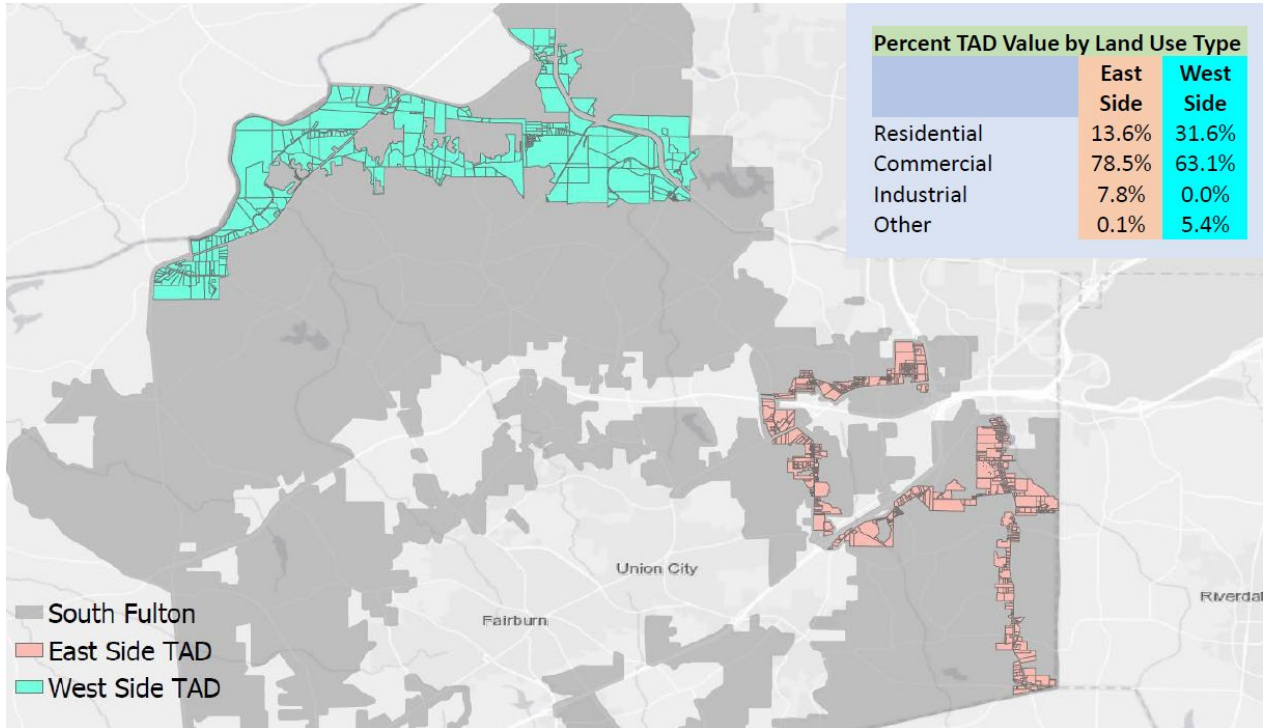 Percent TAD Value by Land Use Type
East Side West Side
Residential 13.6% 31.6%
Commercial 78.5% 63.1%
Industrial 7.8% 0.0%
Other 0.1% 5.4%
Union City
Fairburn
Riverdal
South Fulton
East Side TAD
West Side TAD